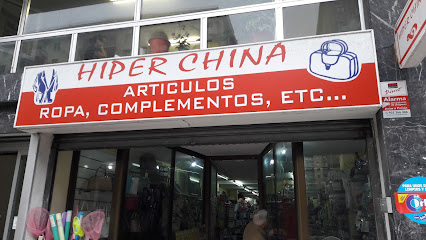 HIPER CHINA
ARTICULOS
ROPA, COMPLEMENTOS, ETC...
Alarma